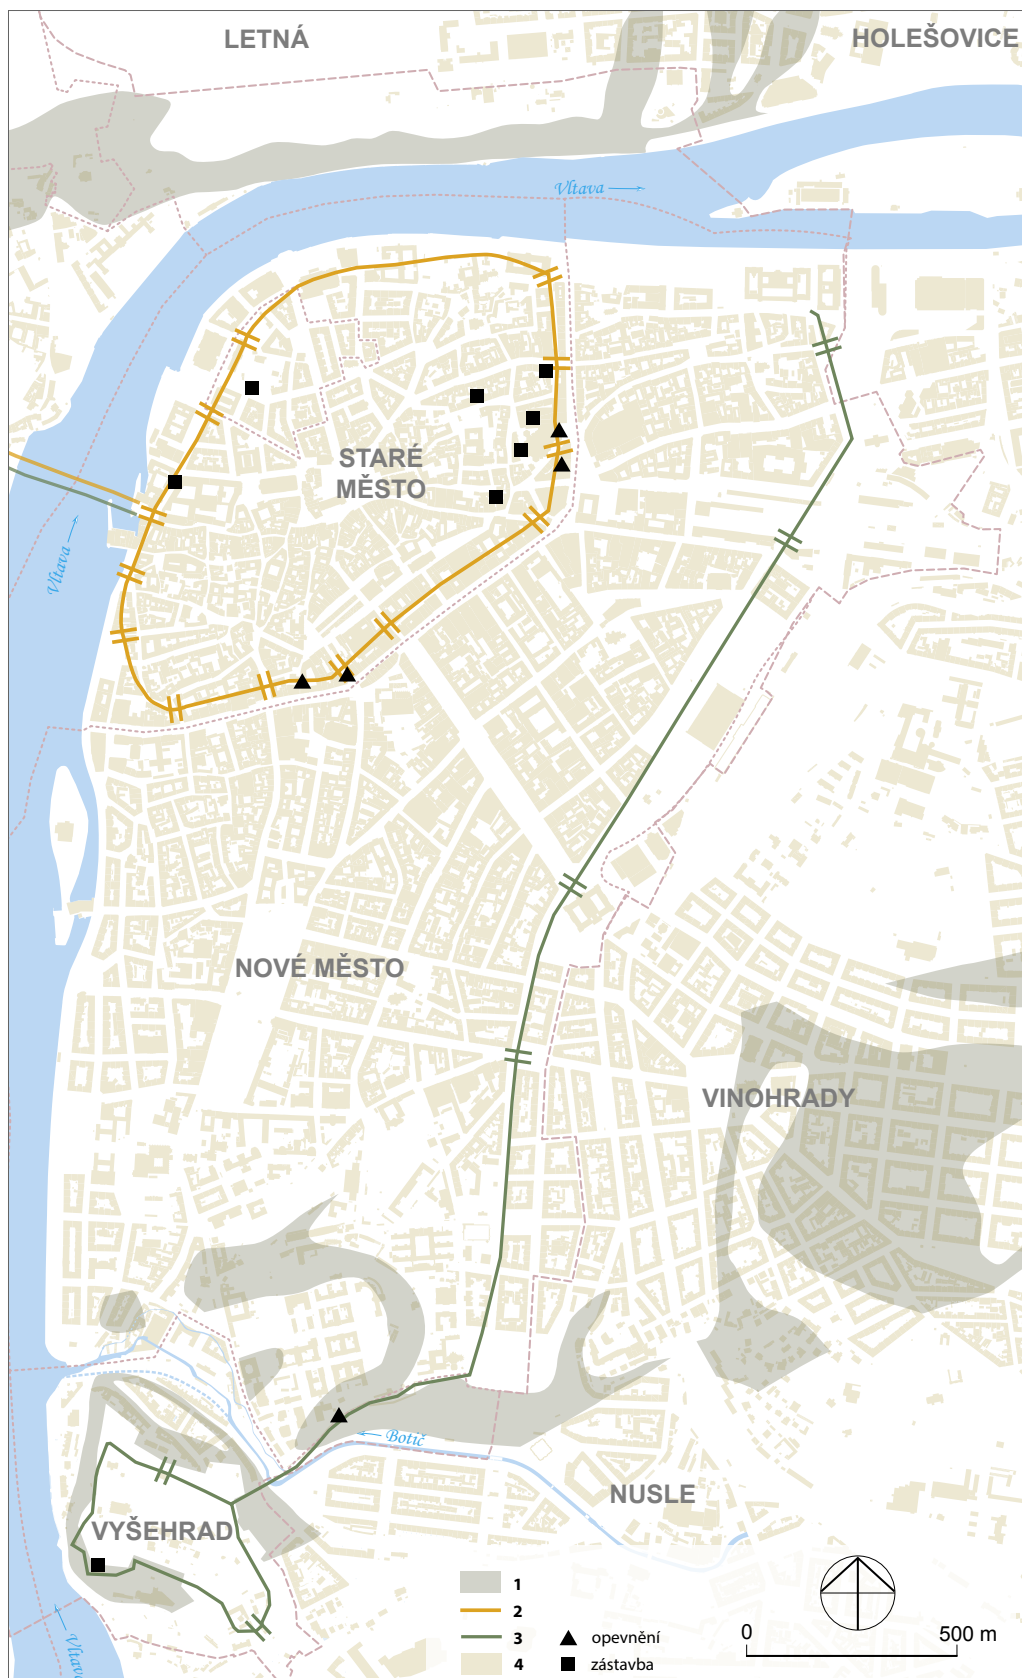 LETNÁ
HOLEŠOVICE
Vltava
STARÉ
MĚSTO
Vltava
NOVÉ MĚSTO
VINOHRADY
Botič
NUSLE
VYŠEHRAD
Vltava
1
2
3
4
opevnění
zástavba
0
500 m